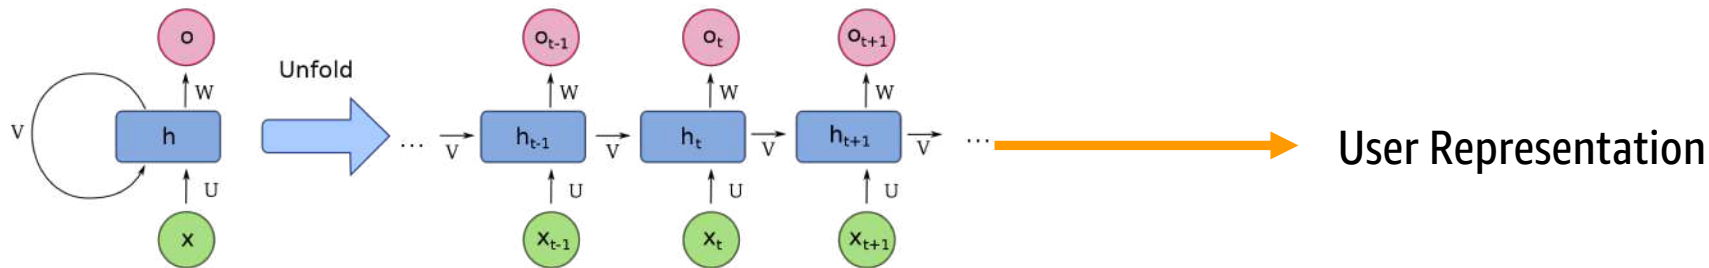 o
W
V
h
U
x
Unfold
o_{t-1} o_t o_{t+1}
W W W
... V h_{t-1} V h_t V h_{t+1} V ...
U U U
x_{t-1} x_t x_{t+1}
User Representation